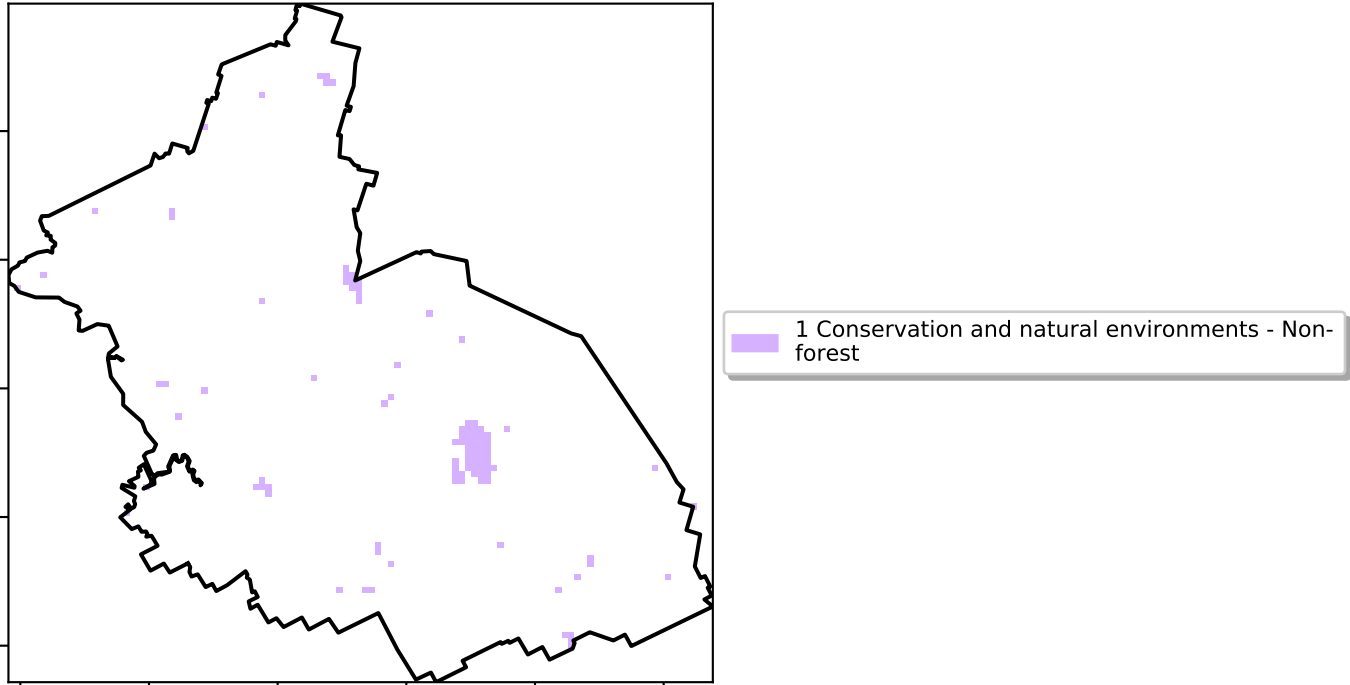 1 Conservation and natural environments - Non-
forest